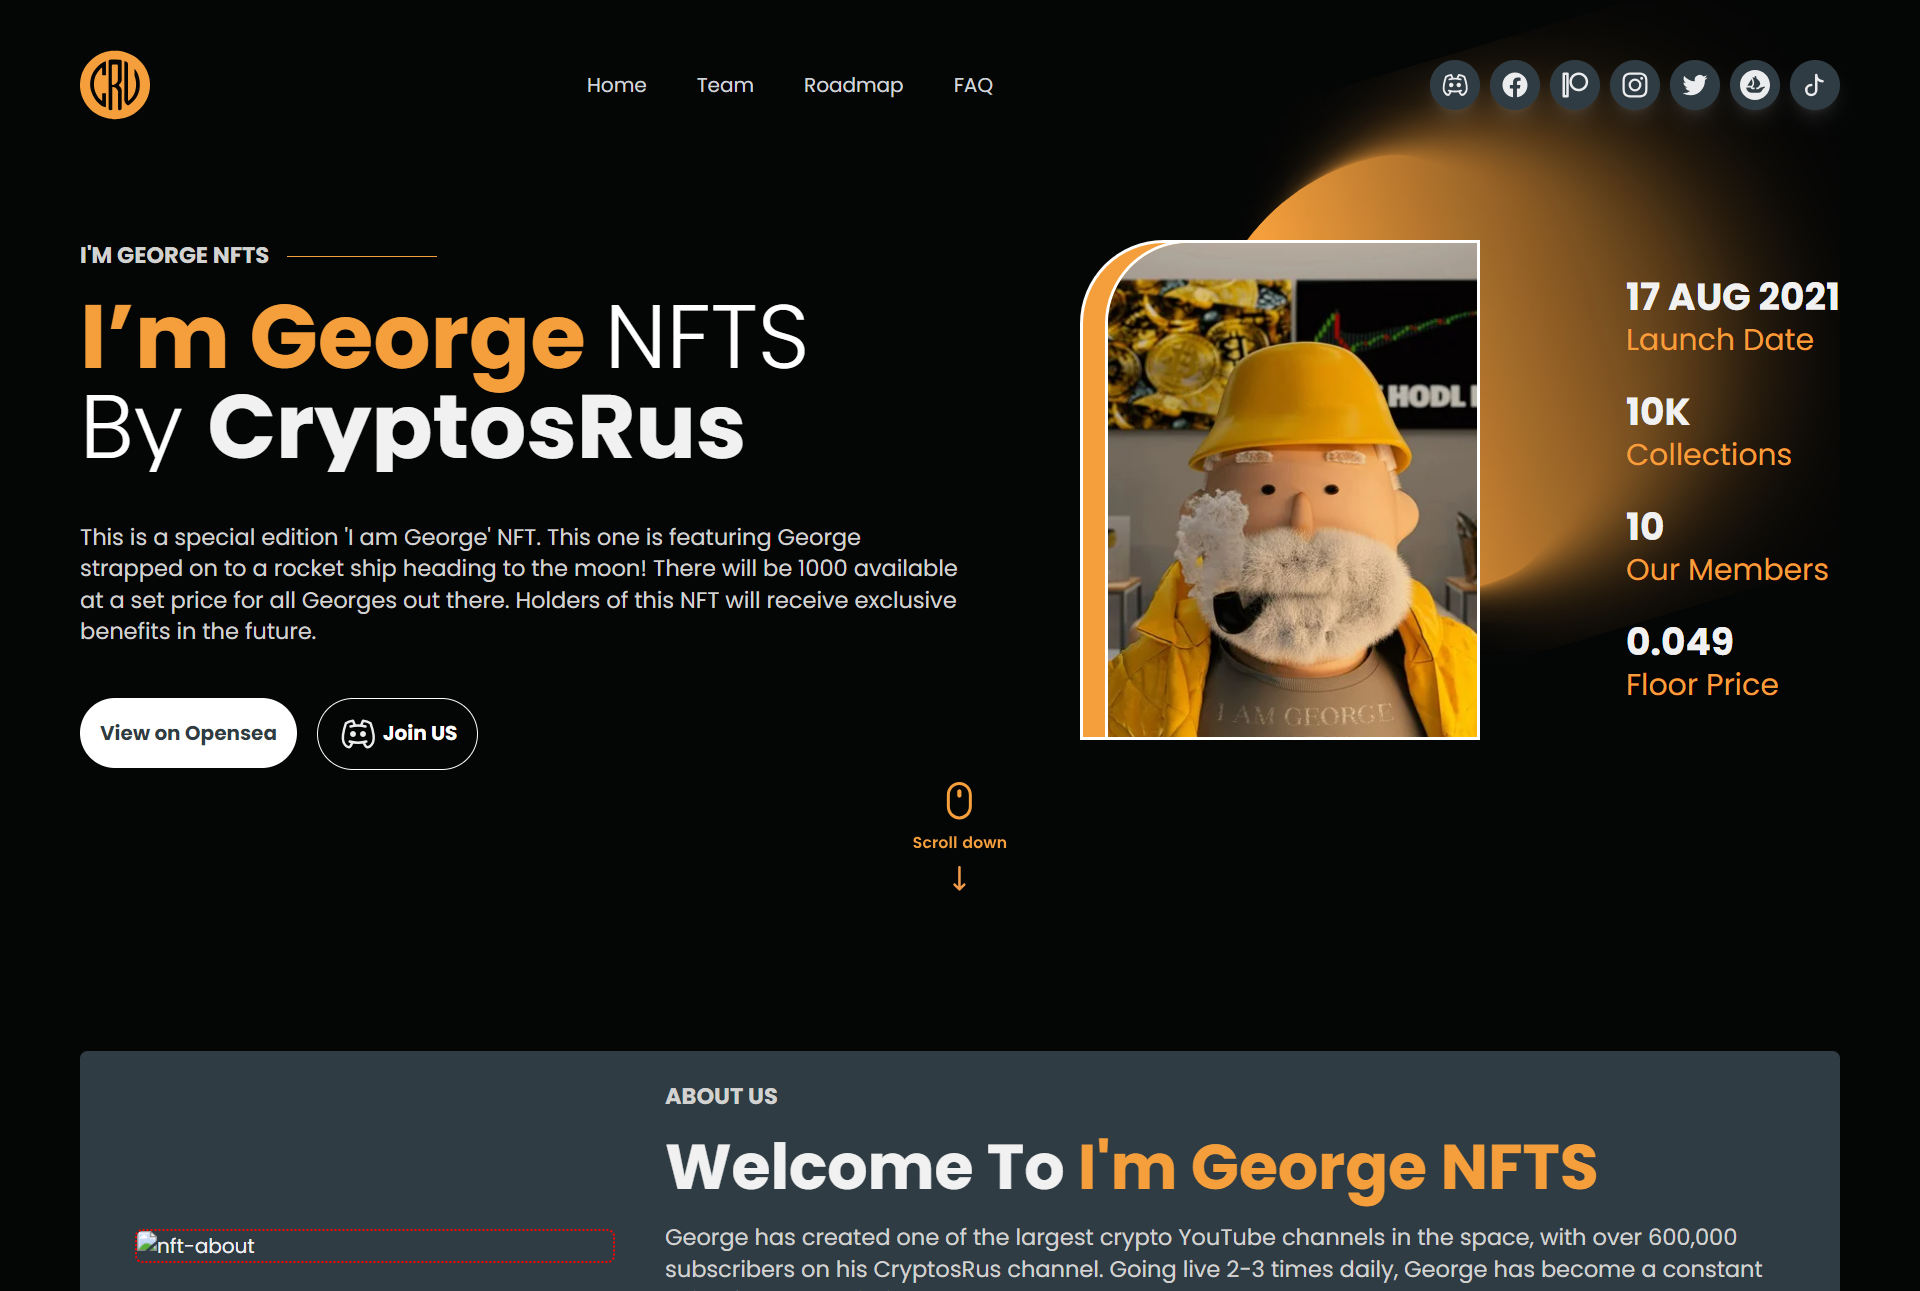 CRU
Home
Team
Roadmap
FAQ
I'M GEORGE NFTS
I’m George NFTS
By CryptosRus
This is a special edition 'I am George' NFT. This one is featuring George
strapped on to a rocket ship heading to the moon! There will be 1000 available
at a set price for all Georges out there. Holders of this NFT will receive exclusive
benefits in the future.
View on Opensea
Join US
HODL
I AM GEORGE
17 AUG 2021
Launch Date
10K
Collections
10
Our Members
0.049
Floor Price
Scroll down
ABOUT US
Welcome To I'm George NFTS
nft-about
George has created one of the largest crypto YouTube channels in the space, with over 600,000
subscribers on his CryptosRus channel. Going live 2-3 times daily, George has become a constant